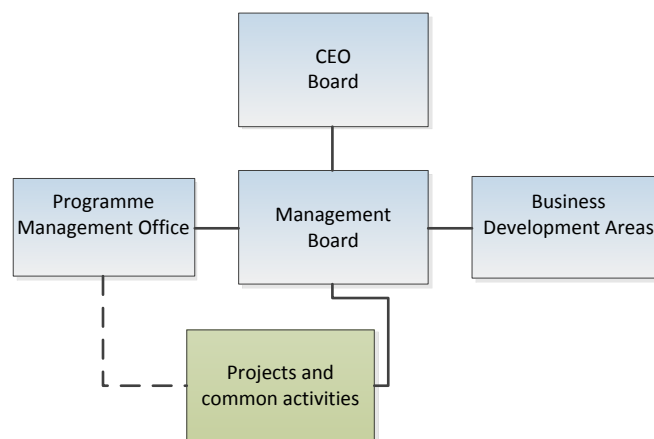 CEO
Board
Programme
Management Office
Management
Board
Business
Development Areas
Projects and
common activities